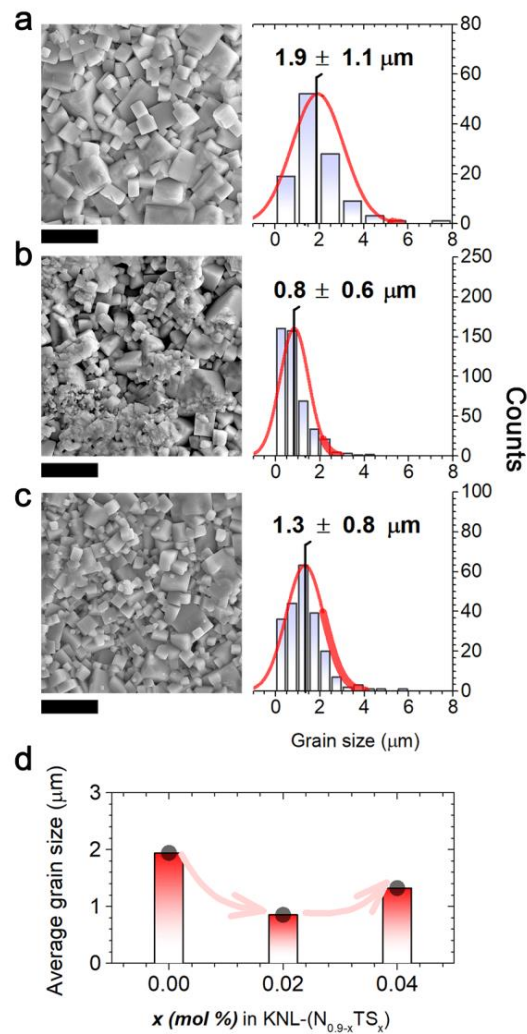 a
1.9 ± 1.1 μm
80
60
40
20
0
0 2 4 6 8
b
0.8 ± 0.6 μm
250
200
150
100
50
0
0 2 4 6 8
Counts
c
1.3 ± 0.8 μm
100
80
60
40
20
0
0 2 4 6 8
Grain size (μm)
d
Average grain size (μm)
3
2
1
0
0.00 0.02 0.04
x (mol %) in KNL-(N0.9-xTSx)